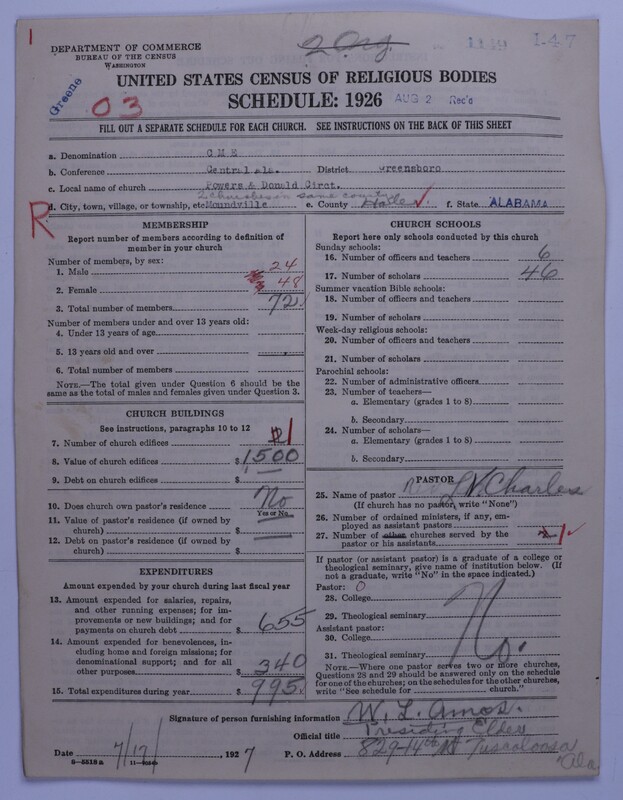 1
DEPARTMENT OF COMMERCE
BUREAU OF THE CENSUS
WASHINGTON
2 Org.
1119
1-47
Greene
03
UNITED STATES CENSUS OF RELIGIOUS BODIES
SCHEDULE: 1926
AUG 2 Rec'd
FILL OUT A SEPARATE SCHEDULE FOR EACH CHURCH. SEE INSTRUCTIONS ON THE BACK OF THIS SHEET
a. Denomination CME
b. Conference Central Ala. District Greensboro
c. Local name of church Powers & Donald Circt.
2 churches in same county
R
d. City, town, village, or township, etc. Moundville e. County Hale f. State ALABAMA
MEMBERSHIP
Report number of members according to definition of
member in your church
Number of members, by sex:
1. Male 24
2. Female 48
3. Total number of members 72
Number of members under and over 13 years old:
4. Under 13 years of age
5. 13 years old and over
6. Total number of members
NOTE.—The total given under Question 6 should be the
same as the total of males and females given under Question 3.
CHURCH BUILDINGS
See instructions, paragraphs 10 to 12
7. Number of church edifices 1
8. Value of church edifices $ 1500
9. Debt on church edifices $
10. Does church own pastor's residence No
Yes or No
11. Value of pastor's residence (if owned by
church) $
12. Debt on pastor's residence (if owned by
church) $
EXPENDITURES
Amount expended by your church during last fiscal year
13. Amount expended for salaries, repairs,
and other running expenses; for im-
provements or new buildings; and for
payments on church debt $ 655
14. Amount expended for benevolences, in-
cluding home and foreign missions; for
denominational support; and for all
other purposes $ 340
15. Total expenditures during year $ 995
CHURCH SCHOOLS
Report here only schools conducted by this church
Sunday schools:
16. Number of officers and teachers 6
17. Number of scholars 46
Summer vacation Bible schools:
18. Number of officers and teachers
19. Number of scholars
Week-day religious schools:
20. Number of officers and teachers
21. Number of scholars
Parochial schools:
22. Number of administrative officers
23. Number of teachers—
a. Elementary (grades 1 to 8)
b. Secondary
24. Number of scholars—
a. Elementary (grades 1 to 8)
b. Secondary
PASTOR
25. Name of pastor Charles
(If church has no pastor, write "None")
26. Number of ordained ministers, if any, em-
ployed as assistant pastors
27. Number of other churches served by the
pastor or his assistants 1
If pastor (or assistant pastor) is a graduate of a college or
theological seminary, give name of institution below. (If
not a graduate, write "No" in the space indicated.)
Pastor: 0
28. College
29. Theological seminary
Assistant pastor:
30. College
No.
31. Theological seminary
NOTE.—Where one pastor serves two or more churches,
Questions 28 and 29 should be answered only on the schedule
for one of the churches; on the schedules for the other churches,
write "See schedule for church."
Signature of person furnishing information W. L. Amos.
Official title Presiding Elder
Date 7/17/, 1927 P. O. Address 829-14th St Tuscaloosa
Ala
8-5518a